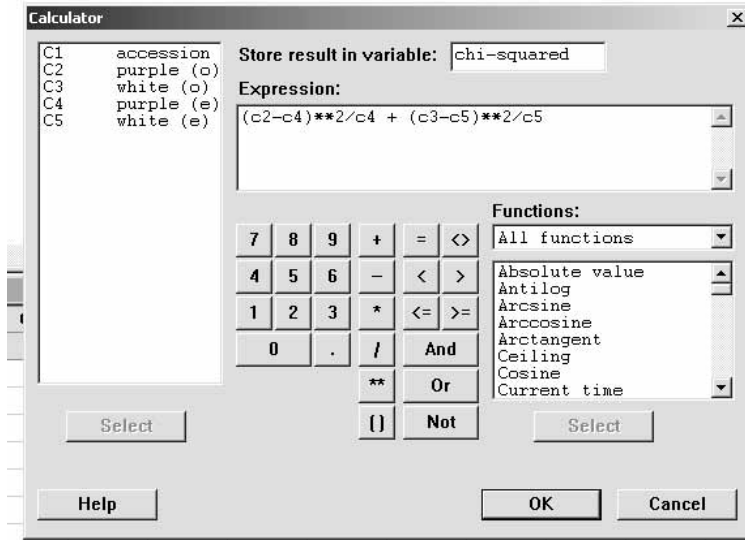 Calculator
C1 accession
C2 purple (o)
C3 white (o)
C4 purple (e)
C5 white (e)
Store result in variable: chi-squared
Expression:
(c2-c4)**2/c4 + (c3-c5)**2/c5
7 8 9 + = <>
4 5 6 - < >
1 2 3 * <= >=
0 . / And
** Or
() Not
Functions:
All functions
Absolute value
Antilog
Arcsine
Arccosine
Arctangent
Ceiling
Cosine
Current time
Select
Select
Help
OK
Cancel